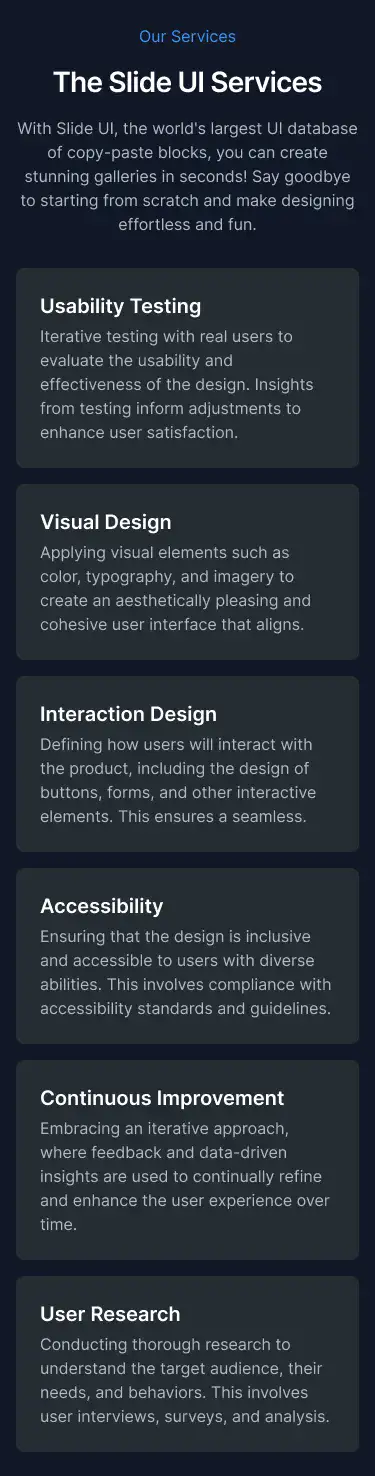 Our Services
The Slide UI Services
With Slide UI, the world's largest UI database
of copy-paste blocks, you can create
stunning galleries in seconds! Say goodbye
to starting from scratch and make designing
effortless and fun.
Usability Testing
Iterative testing with real users to
evaluate the usability and
effectiveness of the design. Insights
from testing inform adjustments to
enhance user satisfaction.
Visual Design
Applying visual elements such as
color, typography, and imagery to
create an aesthetically pleasing and
cohesive user interface that aligns.
Interaction Design
Defining how users will interact with
the product, including the design of
buttons, forms, and other interactive
elements. This ensures a seamless.
Accessibility
Ensuring that the design is inclusive
and accessible to users with diverse
abilities. This involves compliance with
accessibility standards and guidelines.
Continuous Improvement
Embracing an iterative approach,
where feedback and data-driven
insights are used to continually refine
and enhance the user experience over
time.
User Research
Conducting thorough research to
understand the target audience, their
needs, and behaviors. This involves
user interviews, surveys, and analysis.